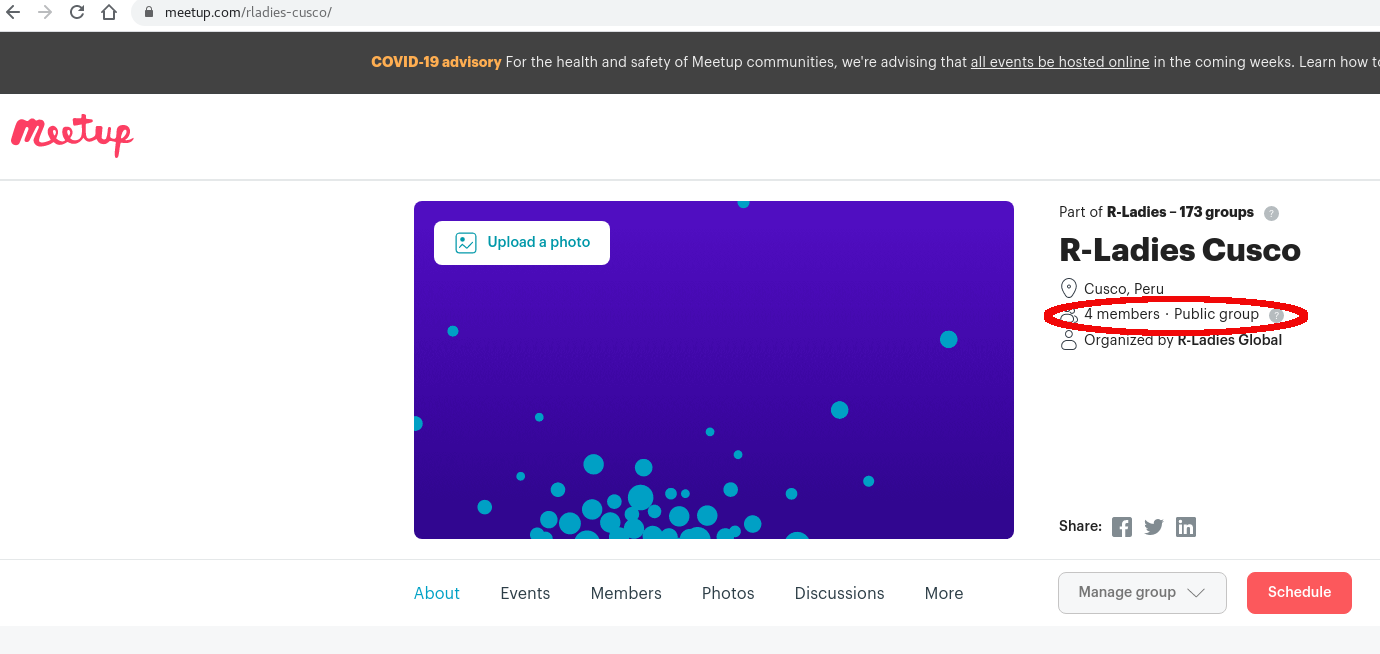 meetup.com/rladies-cusco/
COVID-19 advisory For the health and safety of Meetup communities, we're advising that all events be hosted online in the coming weeks. Learn how to
meetup
Upload a photo
Part of R-Ladies – 173 groups ?
R-Ladies Cusco
Cusco, Peru
4 members · Public group ?
Organized by R-Ladies Global
Share:
About Events Members Photos Discussions More
Manage group Schedule